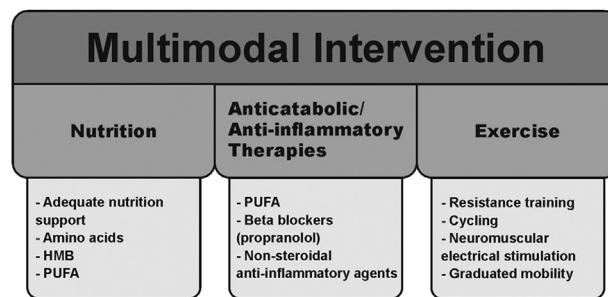 Multimodal Intervention
Nutrition
Anticatabolic/
Anti-inflammatory
Therapies
Exercise
- Adequate nutrition
support
- Amino acids
- HMB
- PUFA
- PUFA
- Beta blockers
(propranolol)
- Non-steroidal
anti-inflammatory agents
- Resistance training
- Cycling
- Neuromuscular
electrical stimulation
- Graduated mobility